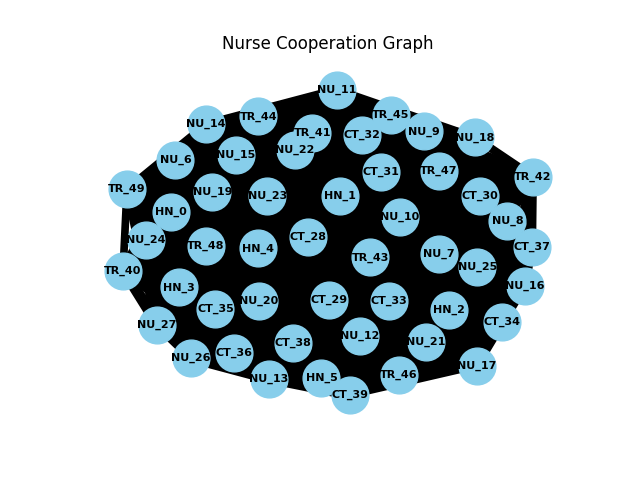 Nurse Cooperation Graph
NU_11
TR_44
TR_45
NU_14
TR_41
CT_32
NU_9
NU_18
NU_22
NU_15
NU_6
CT_31
TR_47
TR_42
TR_49
NU_19
NU_23
HN_1
CT_30
HN_0
NU_10
NU_8
NU_24
TR_48
HN_4
CT_28
CT_37
TR_43
NU_7
NU_25
TR_40
HN_3
NU_16
CT_35
NU_20
CT_29
CT_33
HN_2
NU_27
CT_34
NU_12
NU_21
CT_38
NU_26
CT_36
NU_17
NU_13
HN_5
TR_46
CT_39